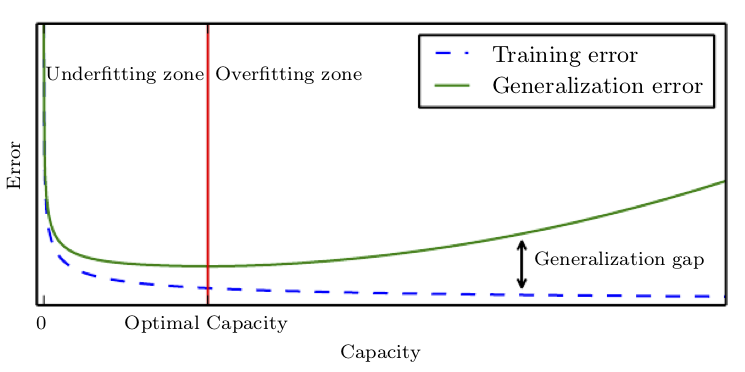 Underfitting zone
Overfitting zone
Training error
Generalization error
Error
Generalization gap
0
Optimal Capacity
Capacity